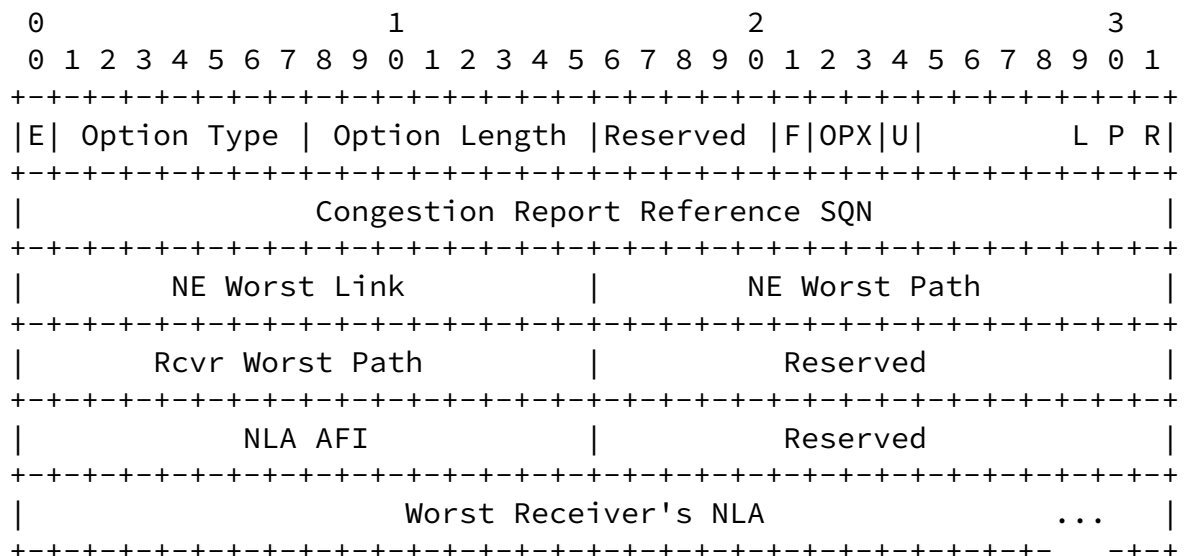 0                   1                   2                   3
 0 1 2 3 4 5 6 7 8 9 0 1 2 3 4 5 6 7 8 9 0 1 2 3 4 5 6 7 8 9 0 1
+-+-+-+-+-+-+-+-+-+-+-+-+-+-+-+-+-+-+-+-+-+-+-+-+-+-+-+-+-+-+-+-+
|E| Option Type | Option Length |Reserved |F|OPX|U|        L P R|
+-+-+-+-+-+-+-+-+-+-+-+-+-+-+-+-+-+-+-+-+-+-+-+-+-+-+-+-+-+-+-+-+
|                Congestion Report Reference SQN                |
+-+-+-+-+-+-+-+-+-+-+-+-+-+-+-+-+-+-+-+-+-+-+-+-+-+-+-+-+-+-+-+-+
|        NE Worst Link          |        NE Worst Path          |
+-+-+-+-+-+-+-+-+-+-+-+-+-+-+-+-+-+-+-+-+-+-+-+-+-+-+-+-+-+-+-+-+
|       Rcvr Worst Path         |          Reserved             |
+-+-+-+-+-+-+-+-+-+-+-+-+-+-+-+-+-+-+-+-+-+-+-+-+-+-+-+-+-+-+-+-+
|            NLA AFI            |          Reserved             |
+-+-+-+-+-+-+-+-+-+-+-+-+-+-+-+-+-+-+-+-+-+-+-+-+-+-+-+-+-+-+-+-+
|                     Worst Receiver's NLA                ...   |
+-+-+-+-+-+-+-+-+-+-+-+-+-+-+-+-+-+-+-+-+-+-+-+-+-+-+-+-+-  -+-+